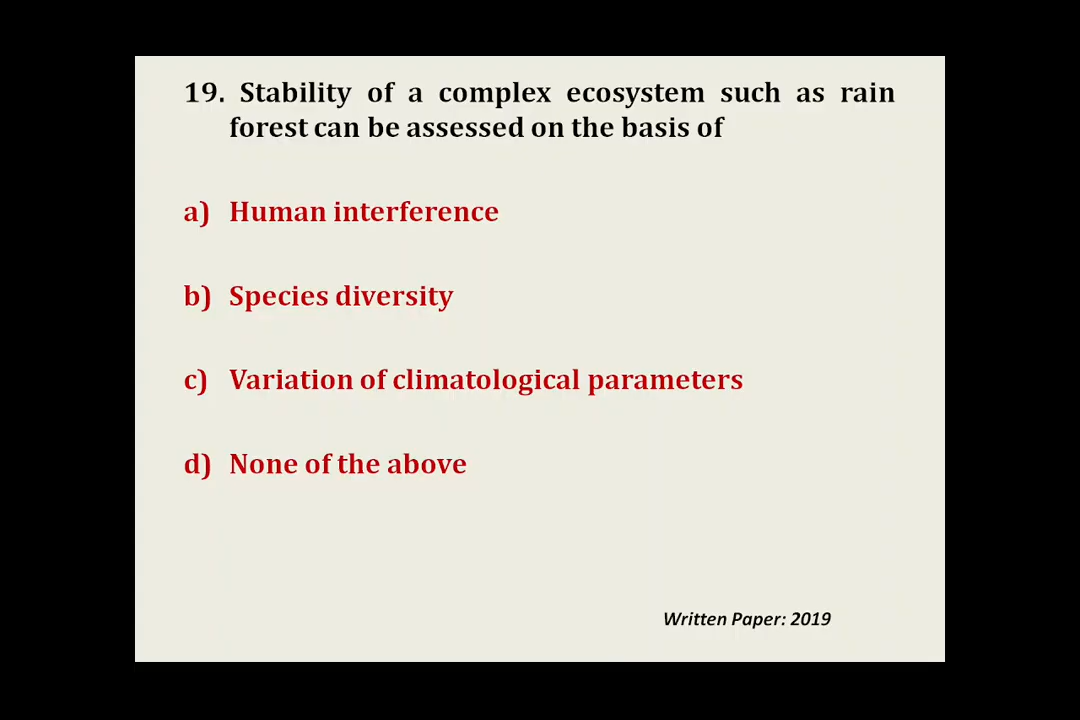 19. Stability of a complex ecosystem such as rain
forest can be assessed on the basis of
a) Human interference
b) Species diversity
c) Variation of climatological parameters
d) None of the above
Written Paper: 2019